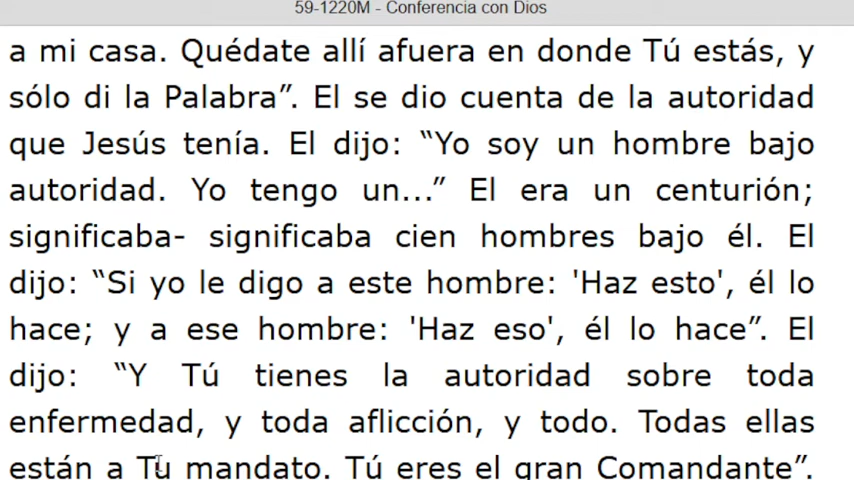 59-1220M - Conferencia con Dios
a mi casa. Quédate allí afuera en donde Tú estás, y
sólo di la Palabra”. El se dio cuenta de la autoridad
que Jesús tenía. El dijo: “Yo soy un hombre bajo
autoridad. Yo tengo un...” El era un centurión;
significaba- significaba cien hombres bajo él. El
dijo: “Si yo le digo a este hombre: 'Haz esto', él lo
hace; y a ese hombre: 'Haz eso', él lo hace”. El
dijo: “Y Tú tienes la autoridad sobre toda
enfermedad, y toda aflicción, y todo. Todas ellas
están a Tu mandato. Tú eres el gran Comandante”.